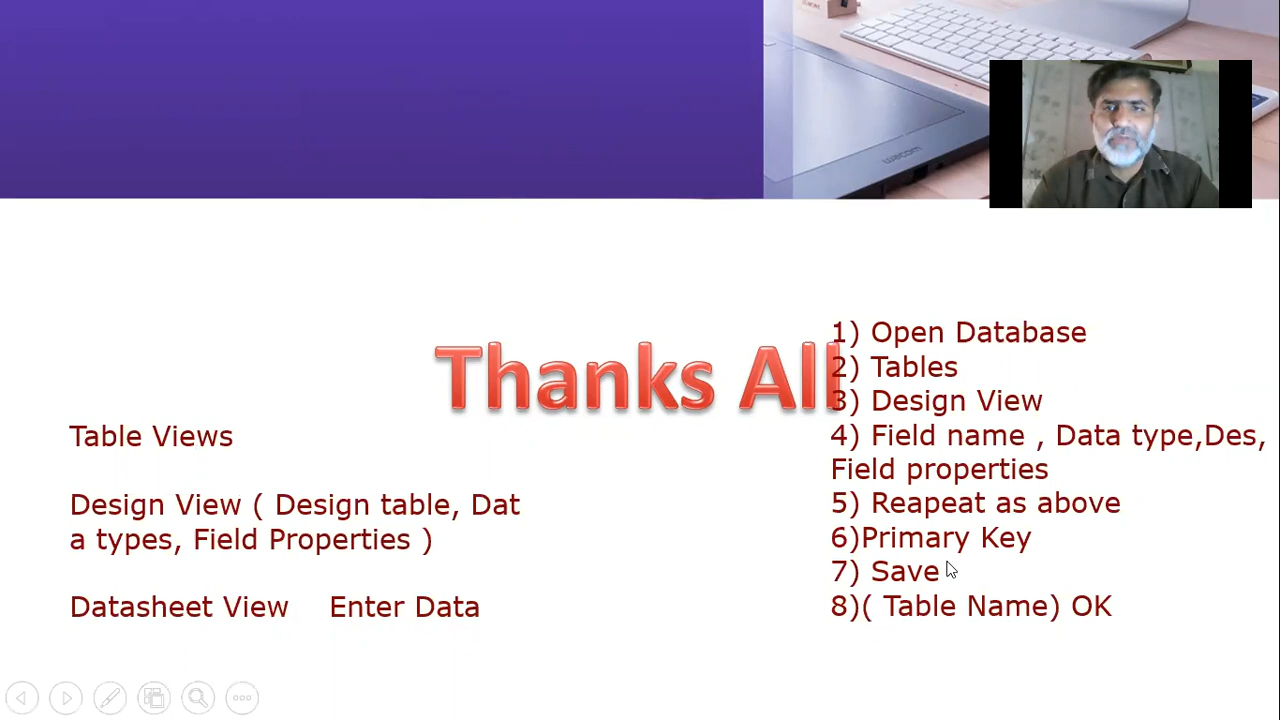 wacom
Thanks All
Table Views
Design View ( Design table, Dat
a types, Field Properties )
Datasheet View    Enter Data
1) Open Database
2) Tables
3) Design View
4) Field name , Data type,Des,
Field properties
5) Reapeat as above
6)Primary Key
7) Save
8)( Table Name) OK